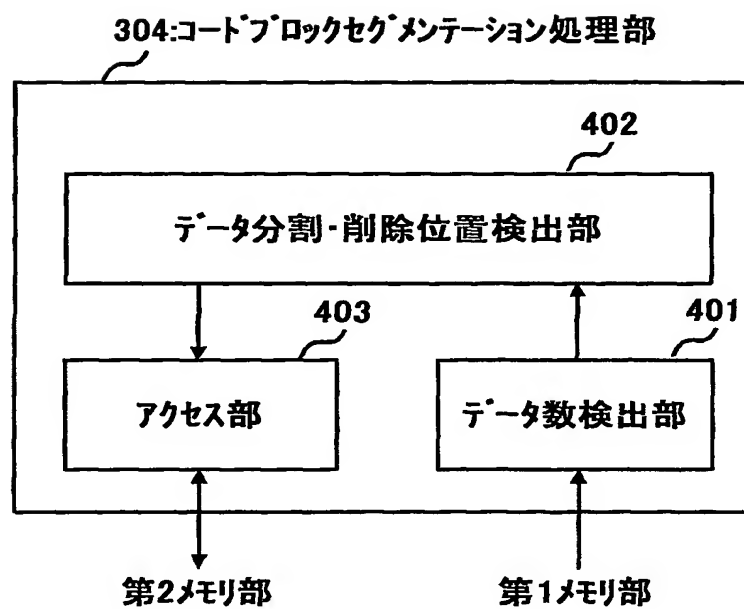 304:コードブロックセグメンテーション処理部
402
データ分割・削除位置検出部
403
401
アクセス部
データ数検出部
第2メモリ部
第1メモリ部